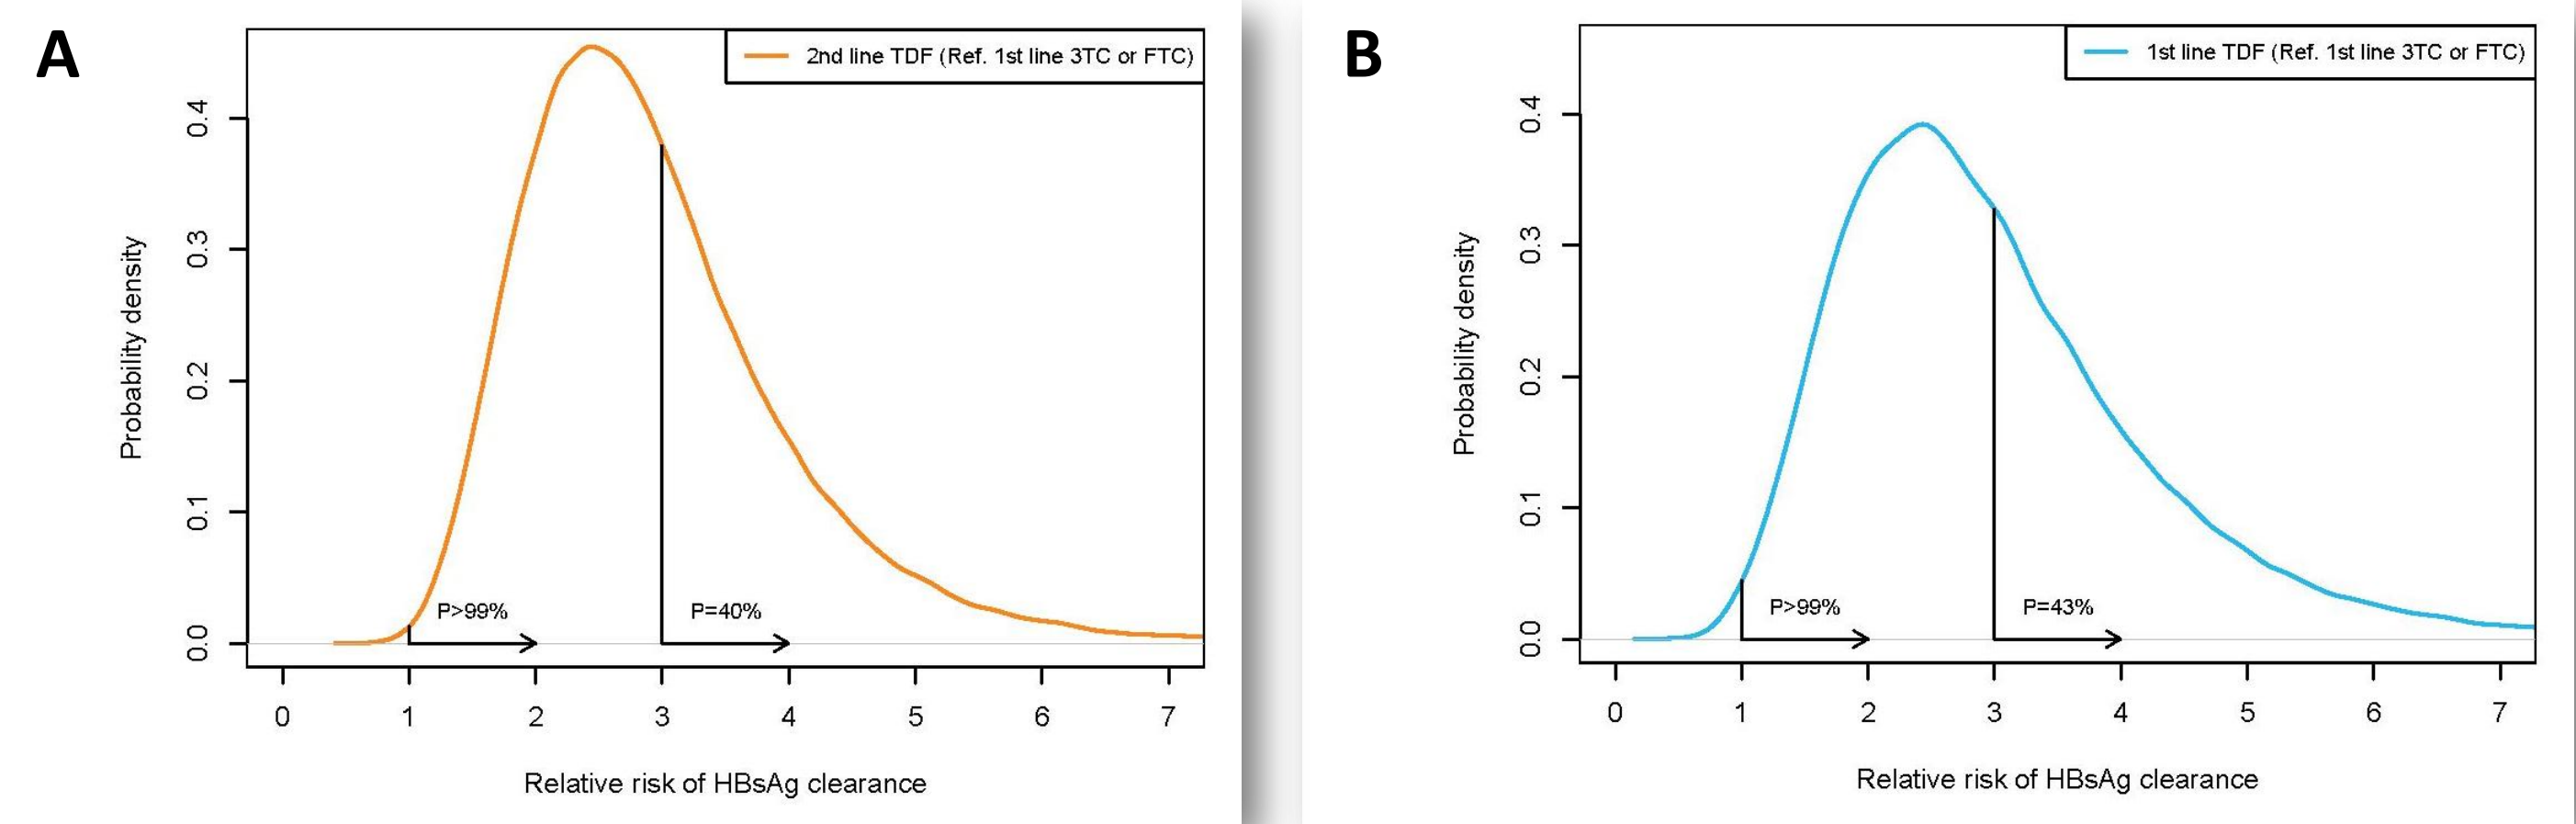 A
2nd line TDF (Ref. 1st line 3TC or FTC)
Probability density
0.4
0.3
0.2
0.1
0.0
P>99%
P=40%
0 1 2 3 4 5 6 7
Relative risk of HBsAg clearance
B
1st line TDF (Ref. 1st line 3TC or FTC)
Probability density
0.4
0.3
0.2
0.1
0.0
P>99%
P=43%
0 1 2 3 4 5 6 7
Relative risk of HBsAg clearance